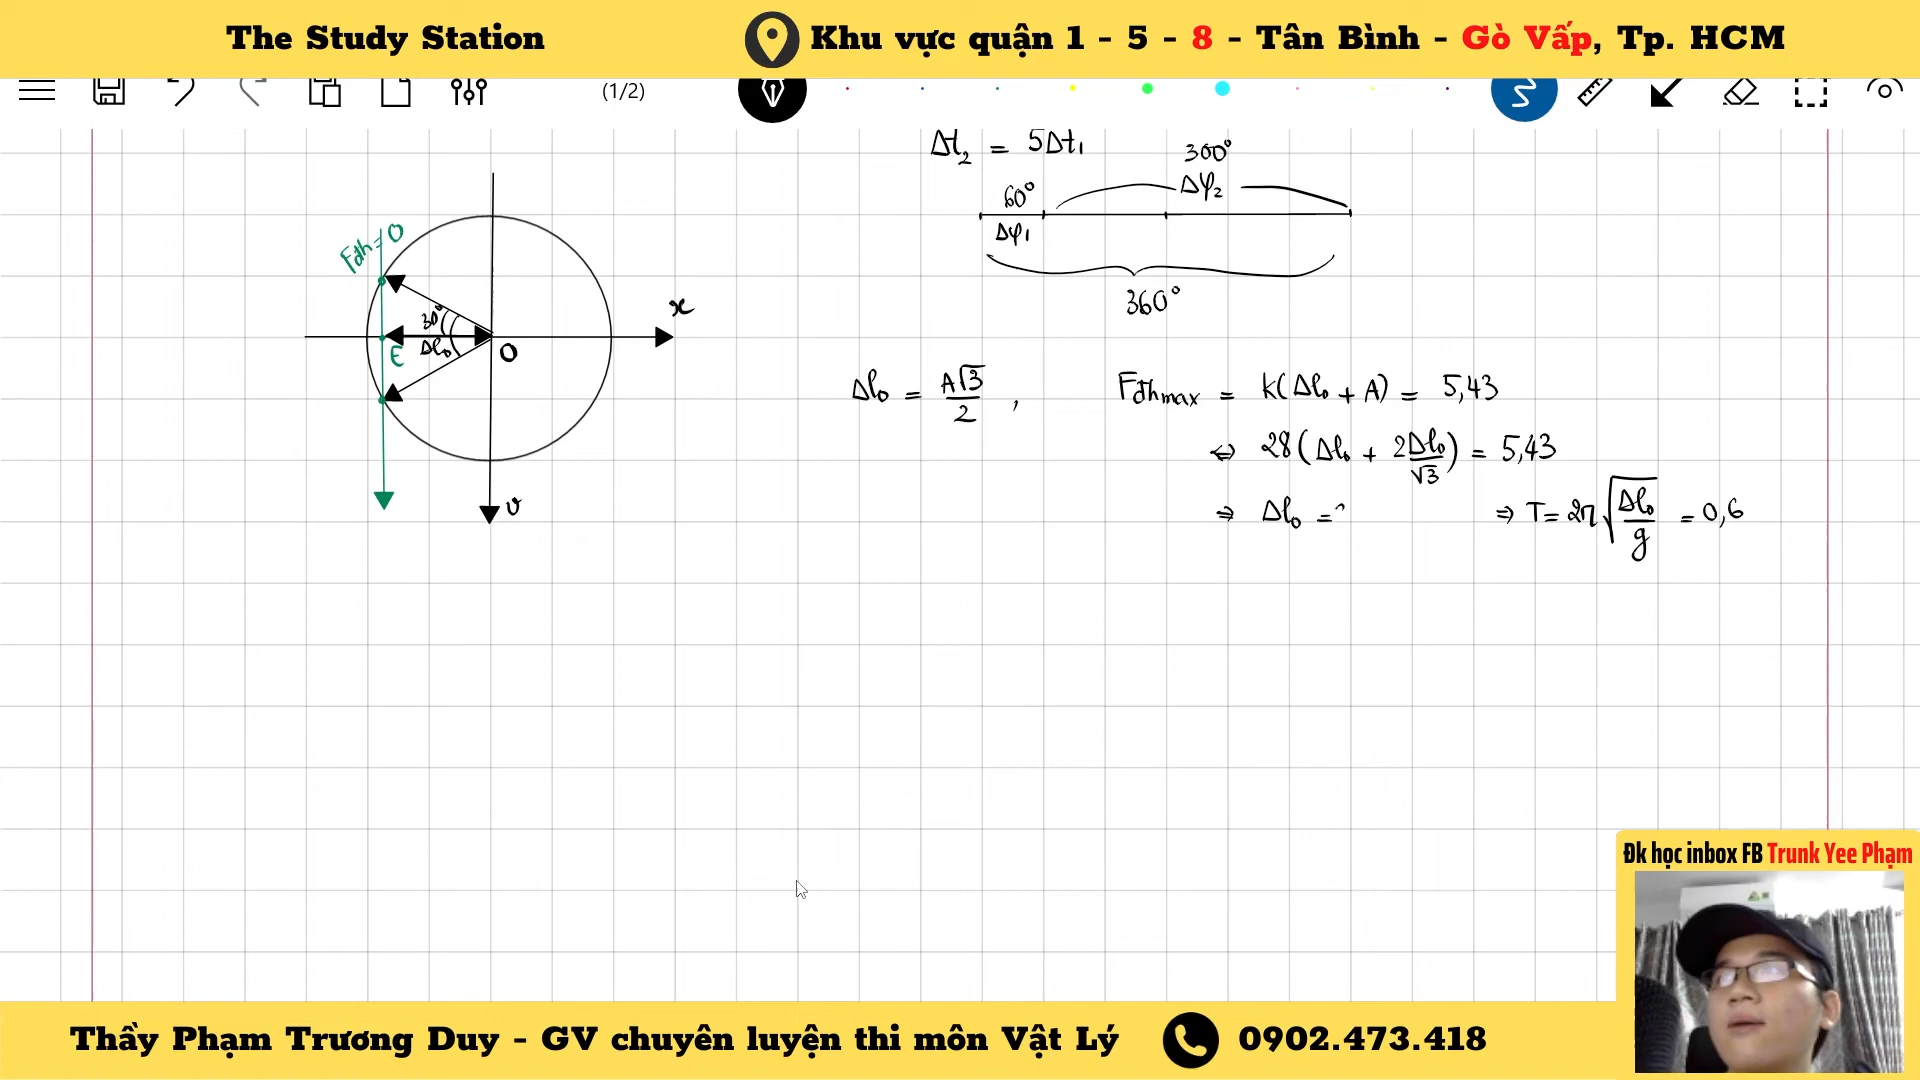 The Study Station
Khu vực quận 1 - 5 - 8 - Tân Bình - Gò Vấp, Tp. HCM
(1/2)
Δt₂ = 5Δt₁
300°
60°
Δφ₂
Δφ₁
360°
Fđh = 0
x
30°
Δl₀
E
O
v
Δl₀ = A√3/2 , Fđhmax = K(Δl₀ + A) = 5,43
⇔ 28(Δl₀ + 2Δl₀/√3) = 5,43
⇒ Δl₀ = ? ⇒ T = 2π√(Δl₀/g) = 0,6
Đk học inbox FB Trunk Yee Phạm
Thầy Phạm Trương Duy - GV chuyên luyện thi môn Vật Lý
0902.473.418